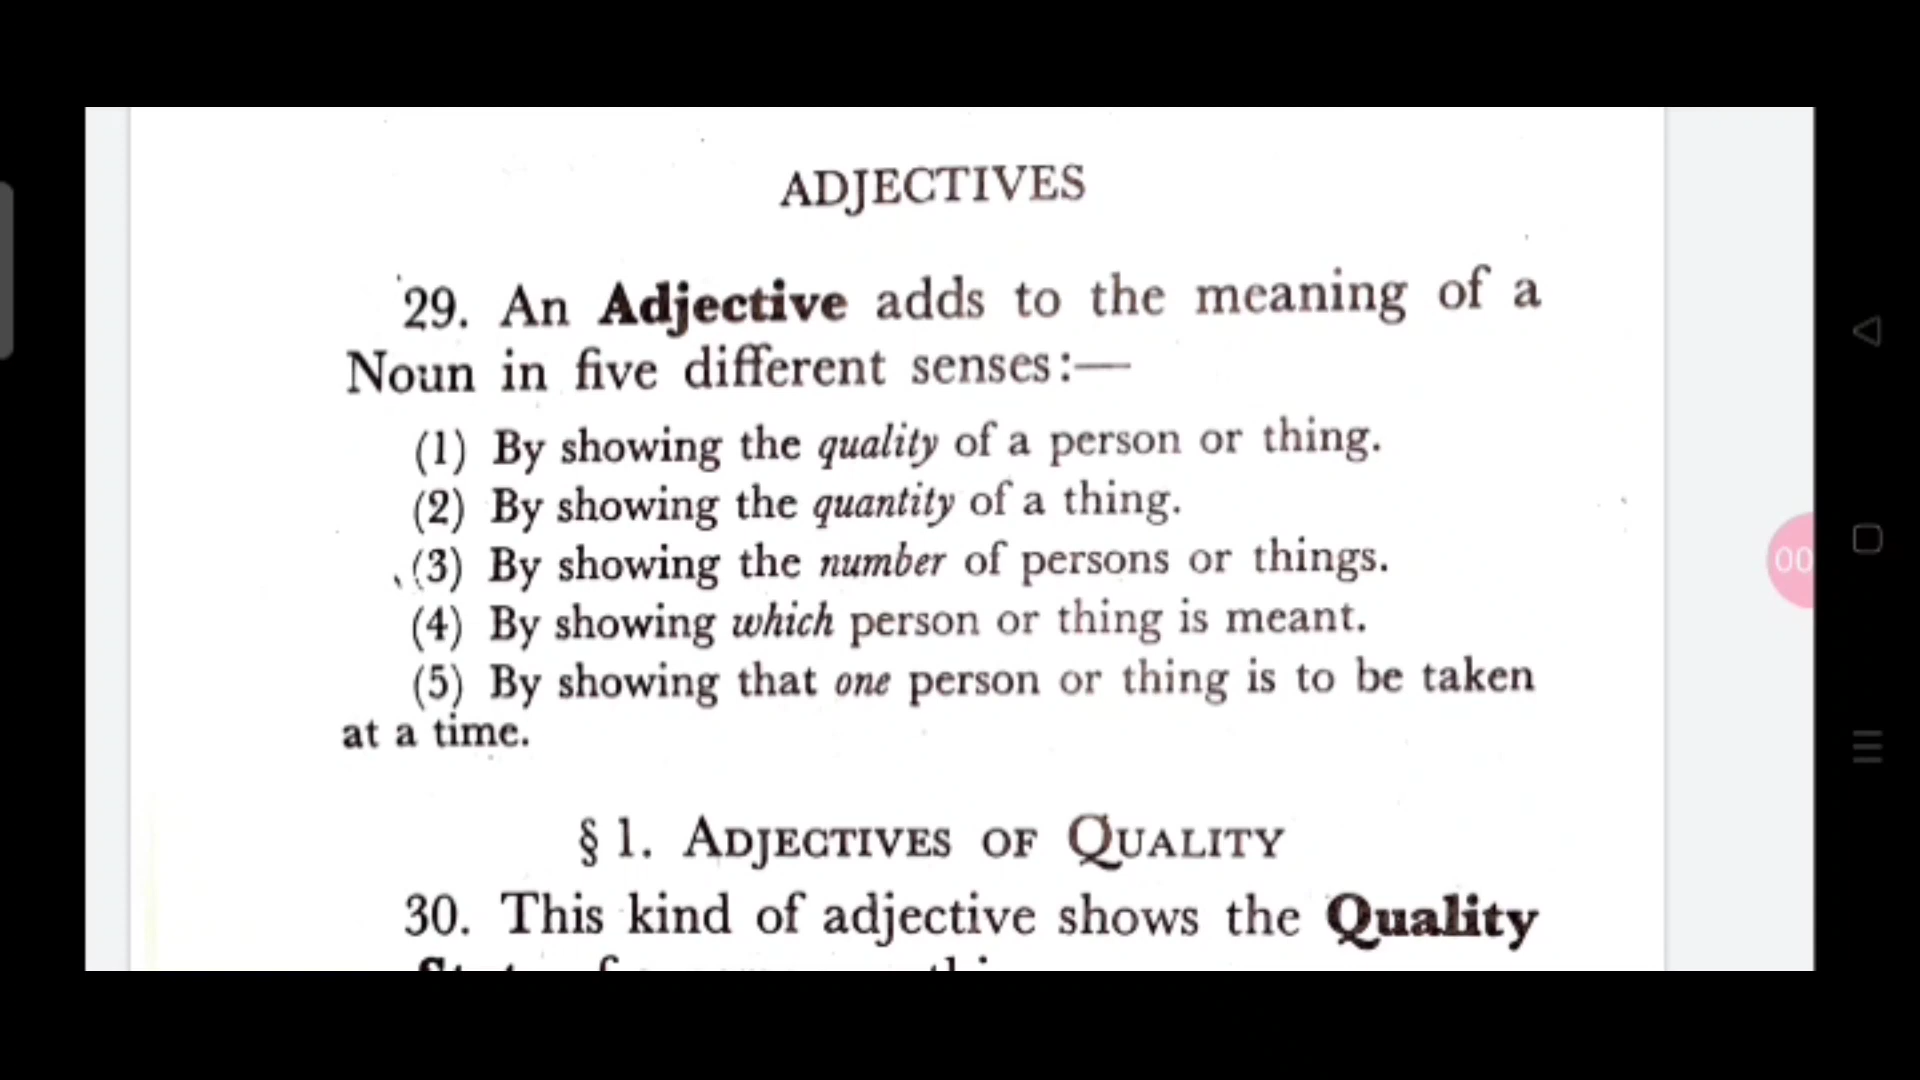 ADJECTIVES
29. An Adjective adds to the meaning of a
Noun in five different senses:—
(1) By showing the quality of a person or thing.
(2) By showing the quantity of a thing.
(3) By showing the number of persons or things.
(4) By showing which person or thing is meant.
(5) By showing that one person or thing is to be taken
at a time.
§ 1. ADJECTIVES OF QUALITY
30. This kind of adjective shows the Quality
00